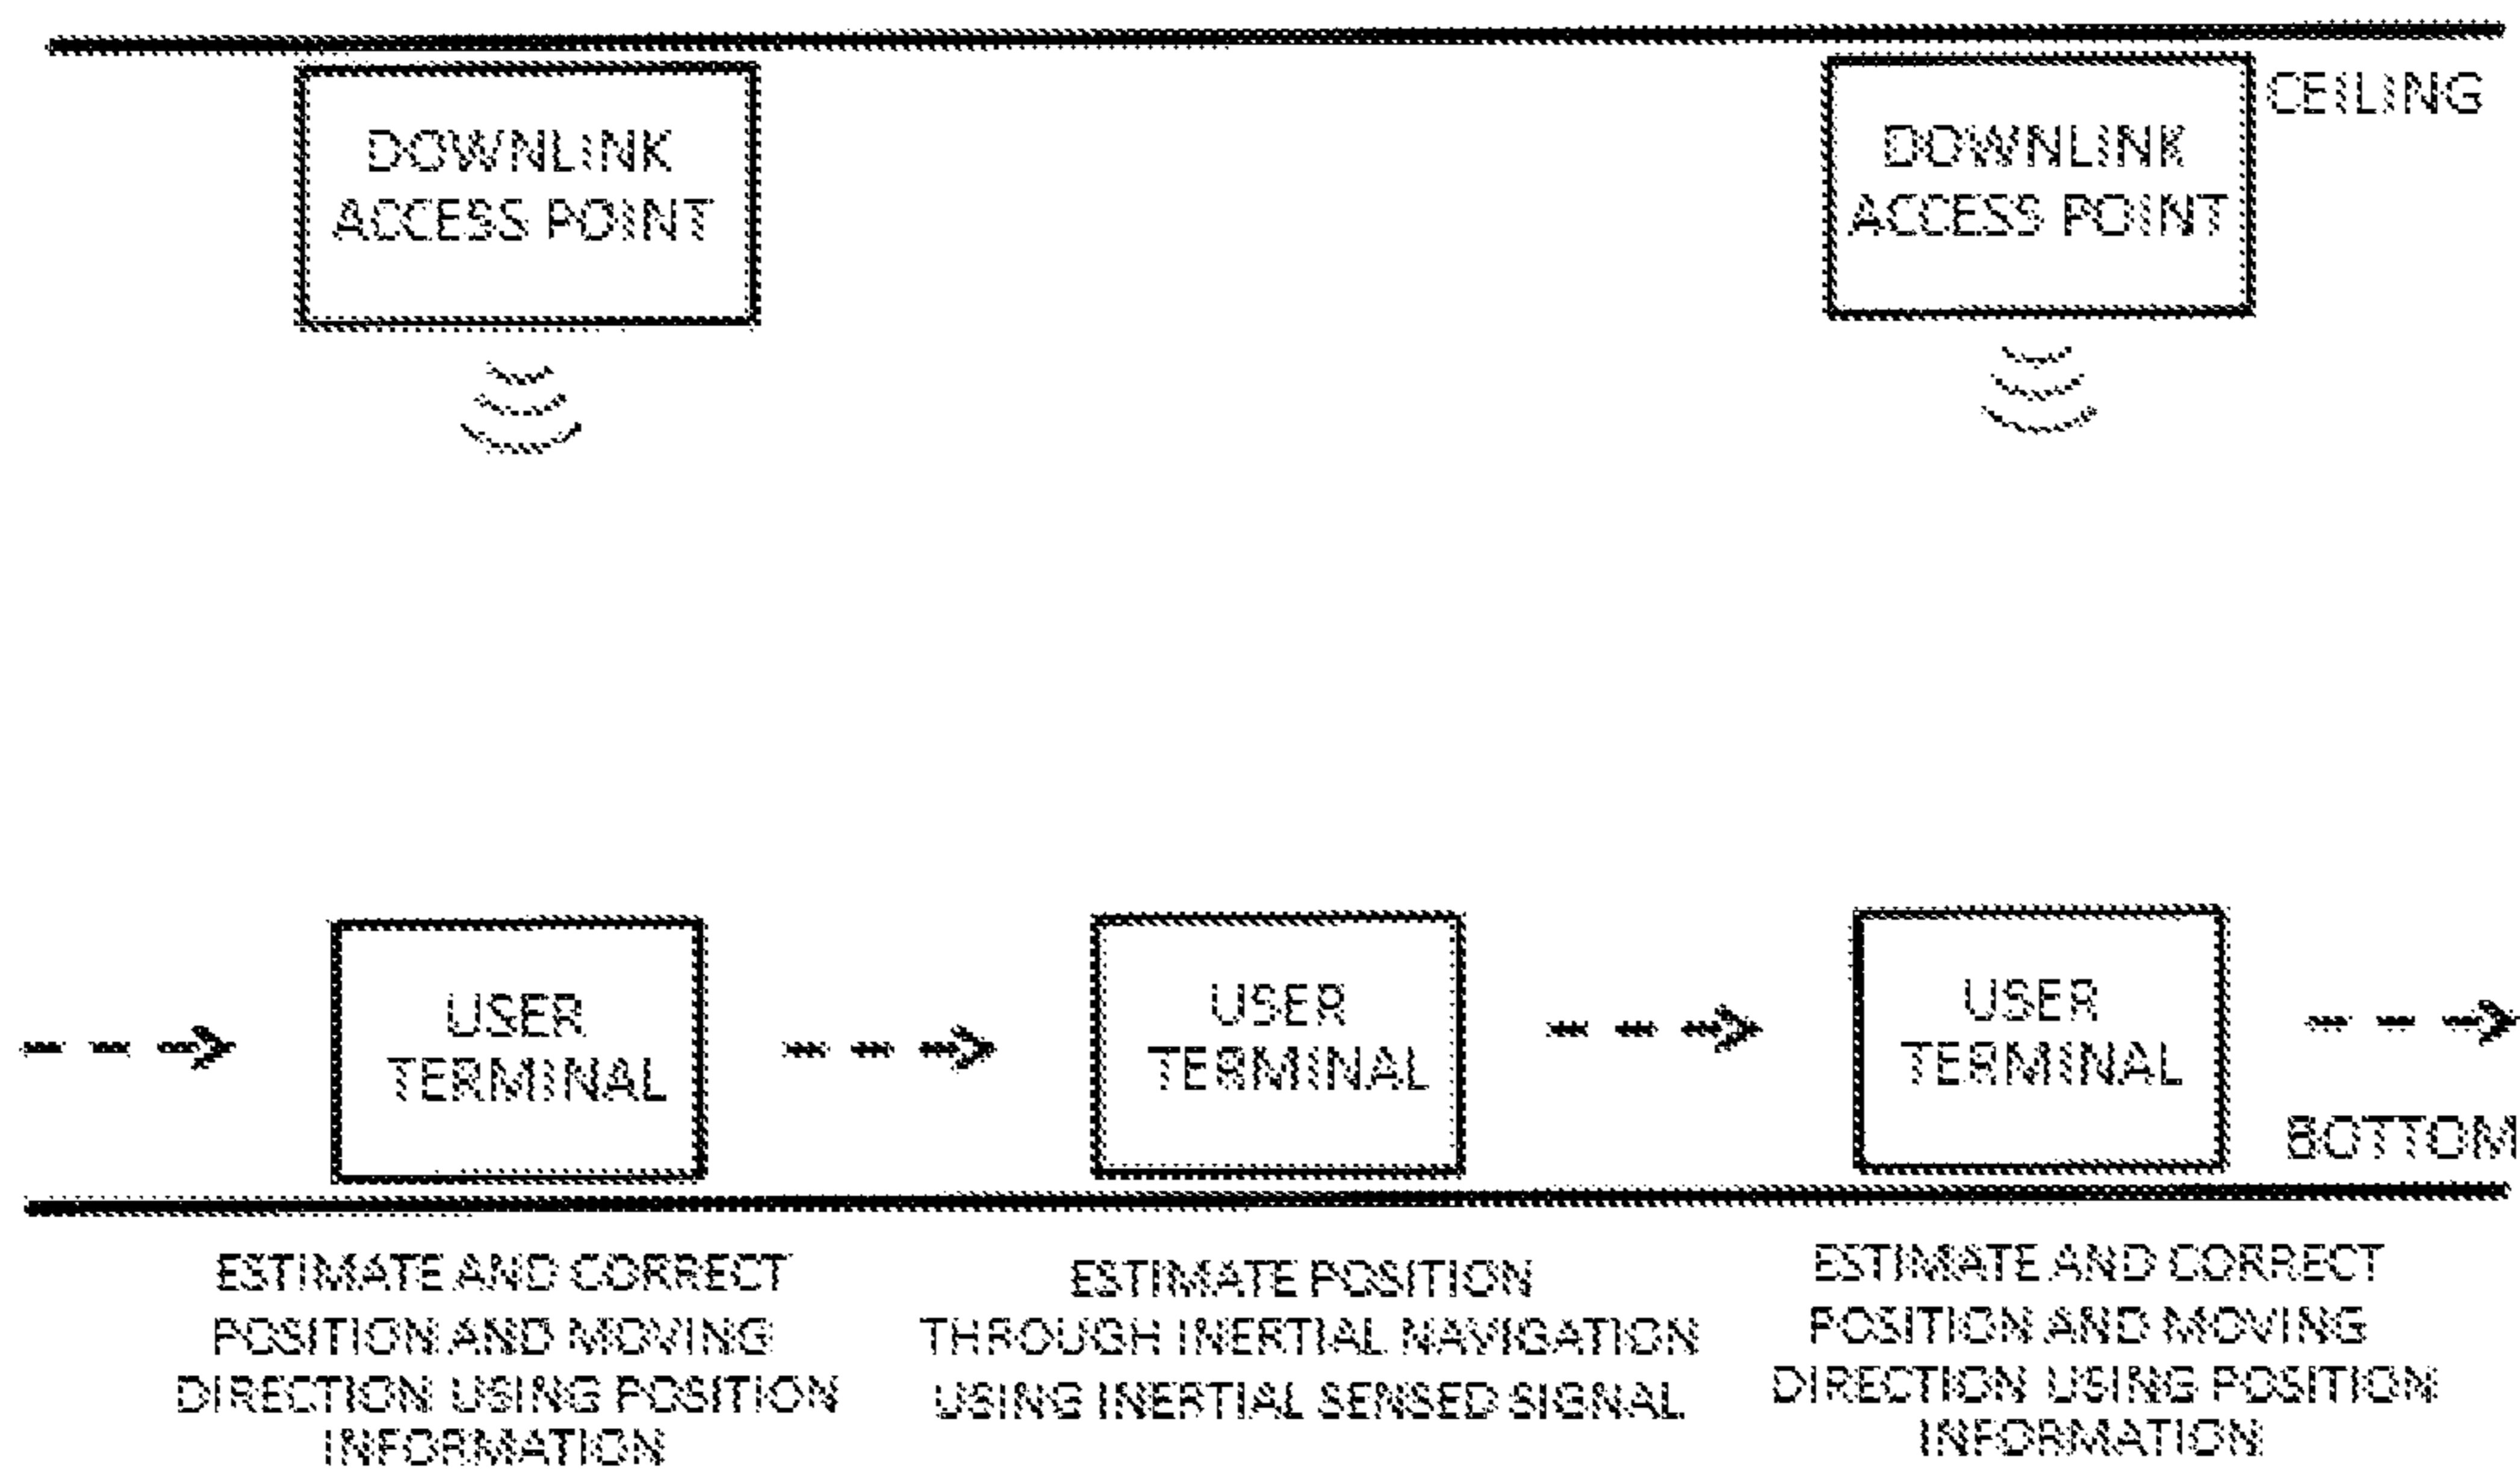 DOWNLINK
ACCESS POINT
DOWNLINK
ACCESS POINT
CEILING
USER
TERMINAL
USER
TERMINAL
USER
TERMINAL
BOTTOM
ESTIMATE AND CORRECT
POSITION AND MOVING
DIRECTION USING POSITION
INFORMATION
ESTIMATE POSITION
THROUGH INERTIAL NAVIGATION
USING INERTIAL SENSED SIGNAL
ESTIMATE AND CORRECT
POSITION AND MOVING
DIRECTION USING POSITION
INFORMATION